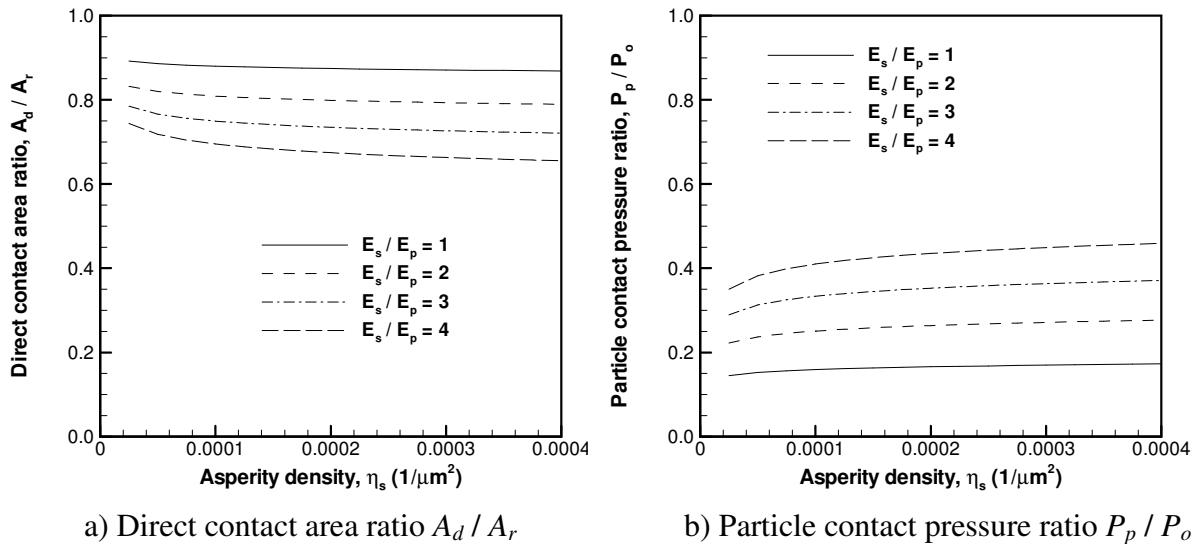 Direct contact area ratio, A_d / A_r
1.0
0.8
0.6
0.4
0.2
0.0
E_s / E_p = 1
E_s / E_p = 2
E_s / E_p = 3
E_s / E_p = 4
0
0.0001
0.0002
0.0003
0.0004
Asperity density, η_s (1/μm²)
a) Direct contact area ratio A_d / A_r
Particle contact pressure ratio, P_p / P_o
1.0
0.8
0.6
0.4
0.2
0.0
E_s / E_p = 1
E_s / E_p = 2
E_s / E_p = 3
E_s / E_p = 4
0
0.0001
0.0002
0.0003
0.0004
Asperity density, η_s (1/μm²)
b) Particle contact pressure ratio P_p / P_o